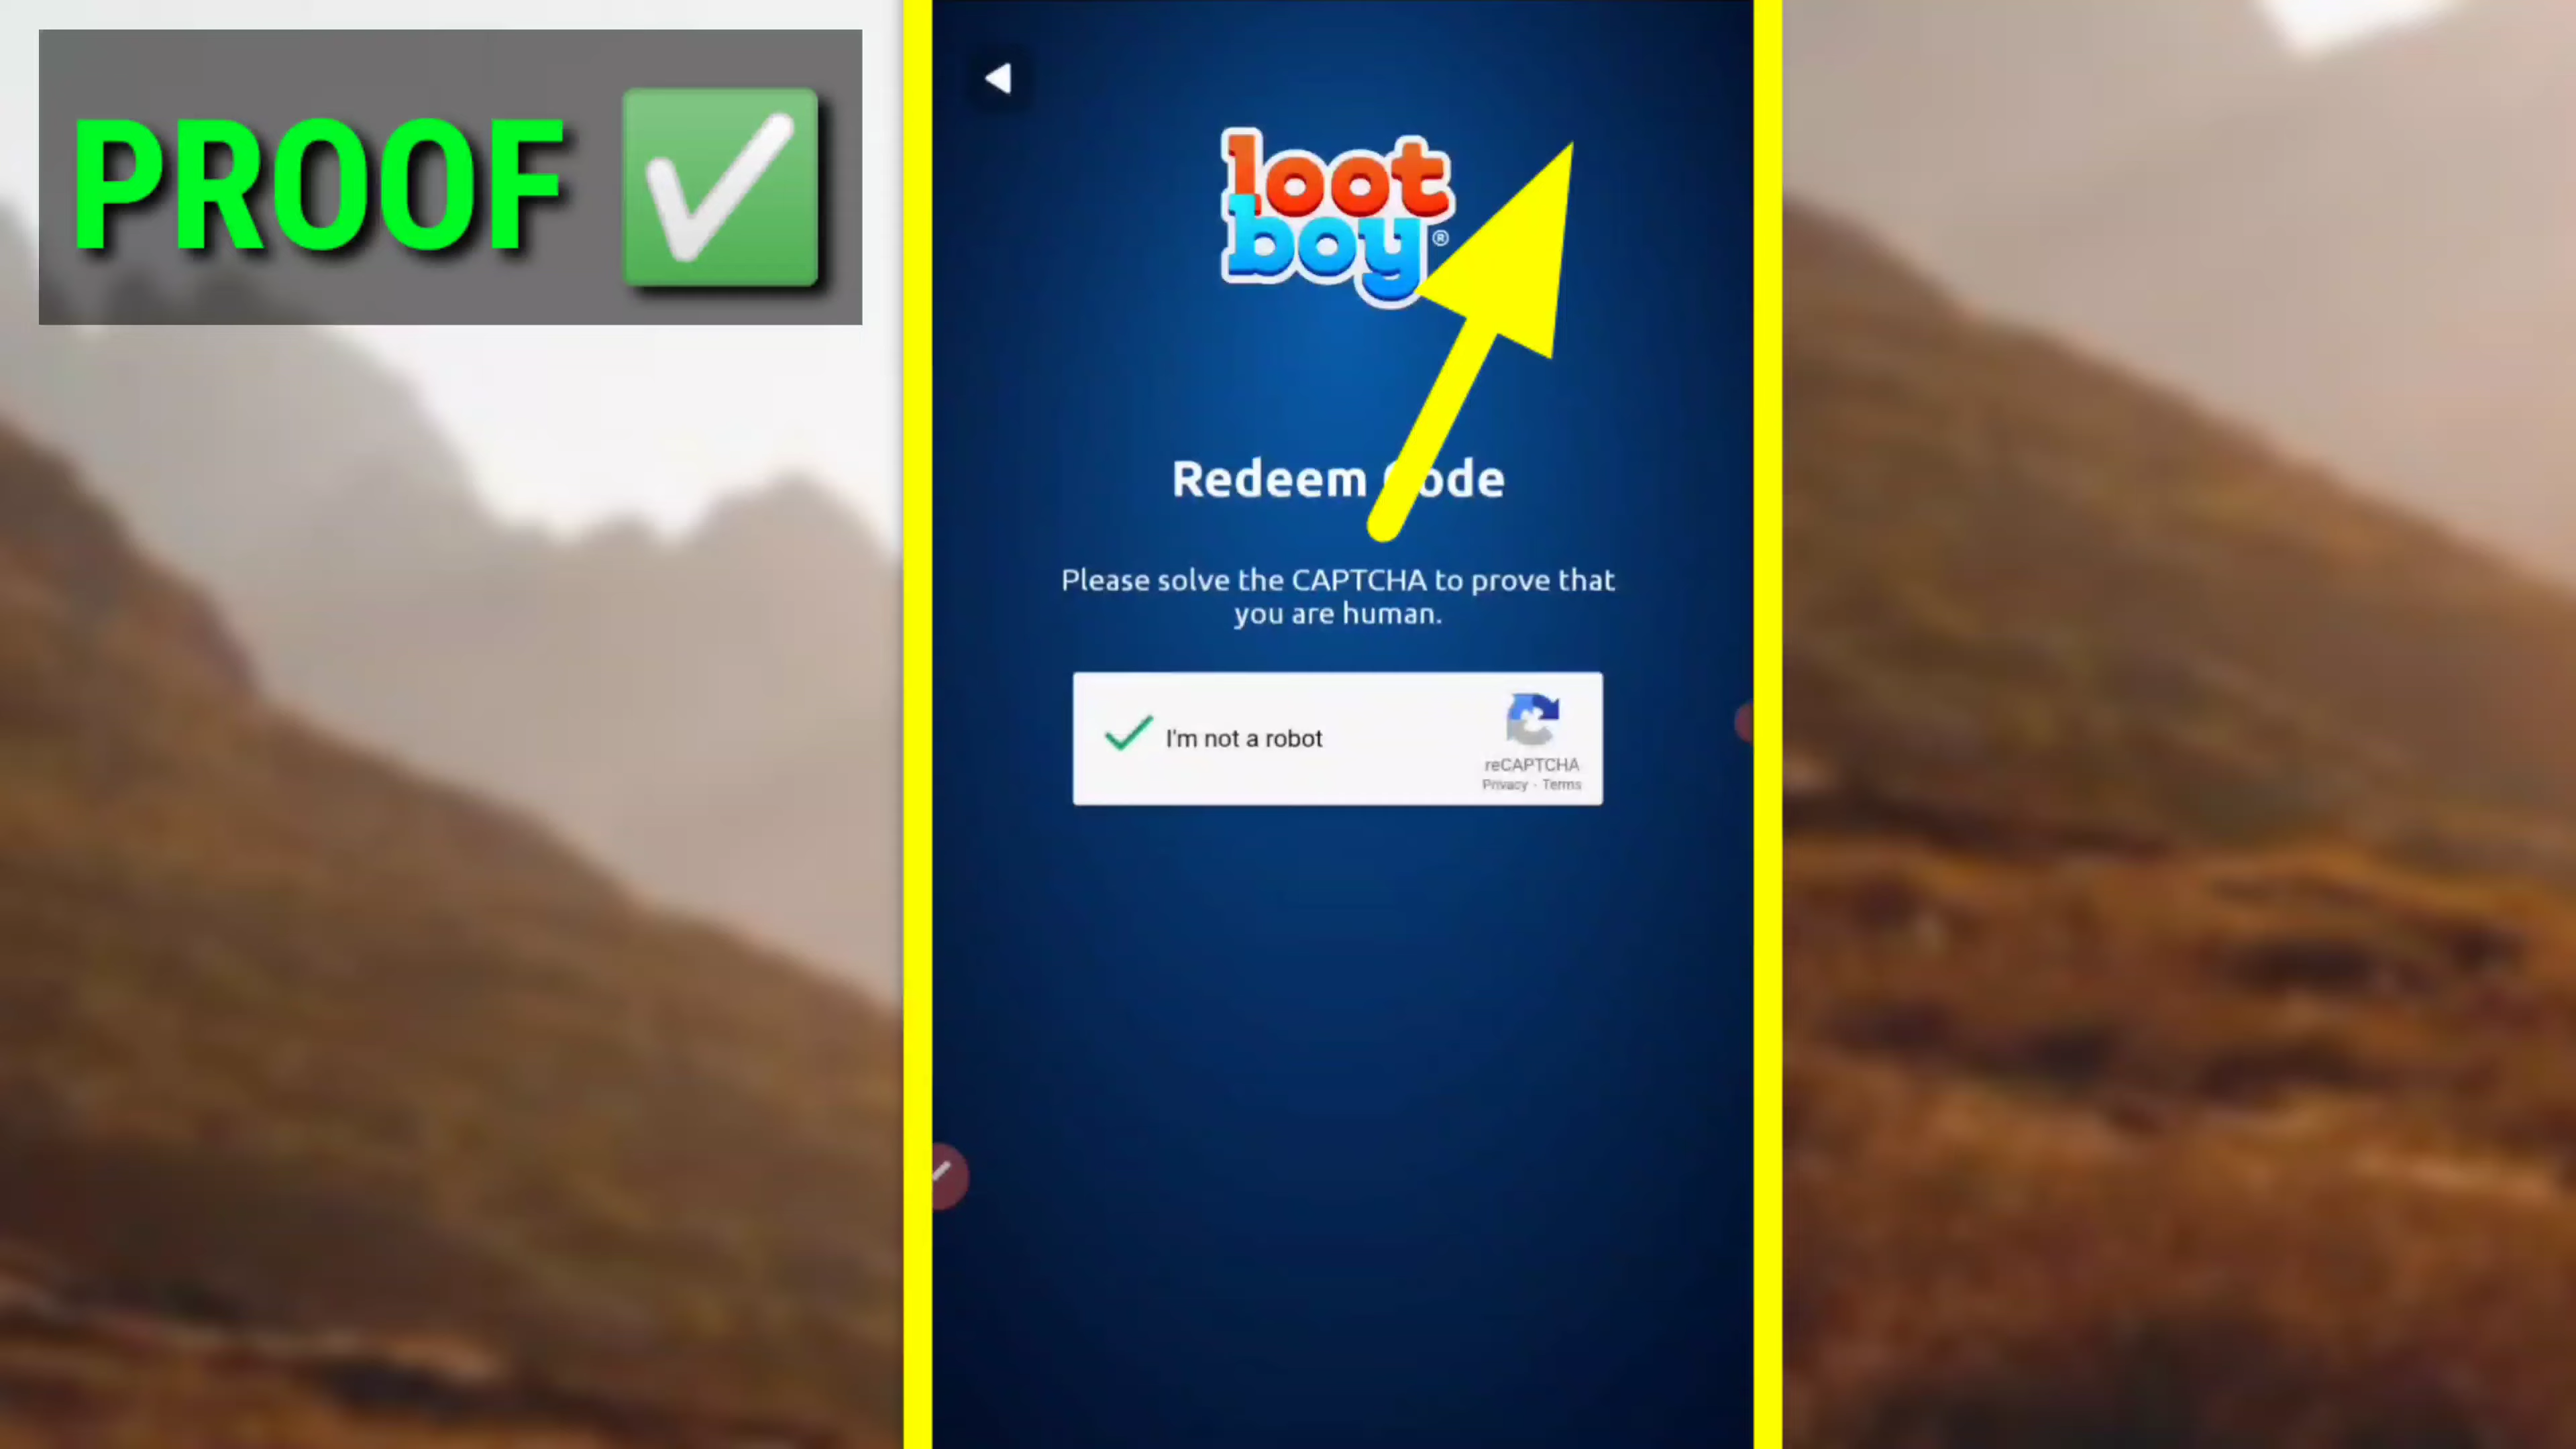 PROOF ✅
loot
boy®
Redeem Code
Please solve the CAPTCHA to prove that
you are human.
I'm not a robot
reCAPTCHA
Privacy - Terms